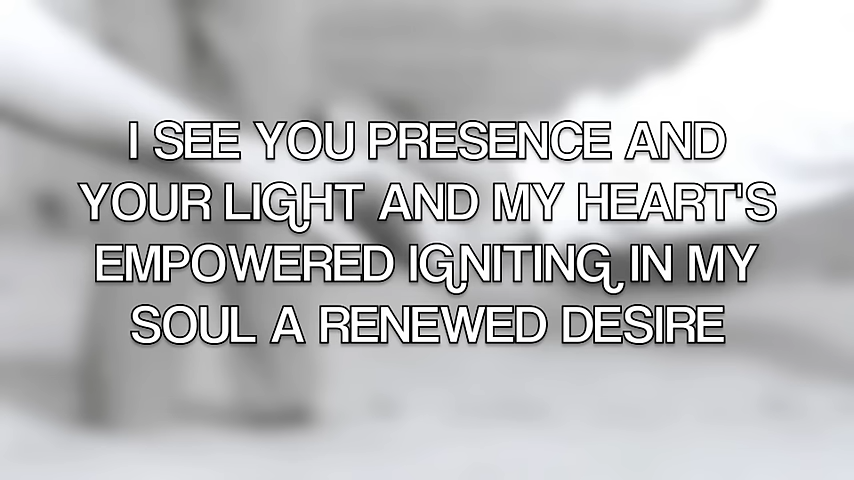 I SEE YOU PRESENCE AND
YOUR LIGHT AND MY HEART'S
EMPOWERED IGNITING IN MY
SOUL A RENEWED DESIRE